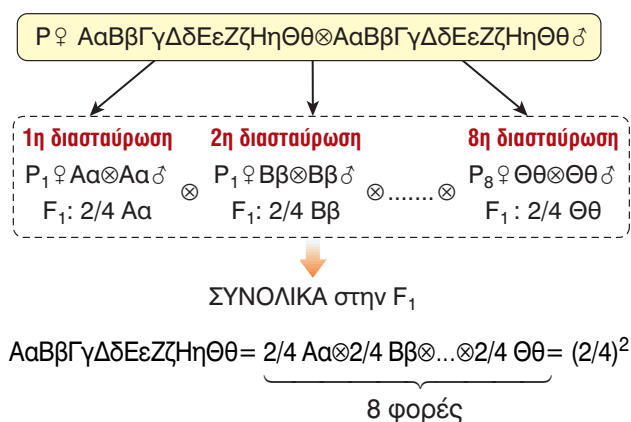 P♀ ΑαΒβΓγΔδΕεΖζΗηΘθ⊗ΑαΒβΓγΔδΕεΖζΗηΘθ♂
1η διασταύρωση 2η διασταύρωση 8η διασταύρωση
P₁♀Αα⊗Αα♂ ⊗ P₁♀Ββ⊗Ββ♂ ⊗.......⊗ P₈♀Θθ⊗Θθ♂
F₁: 2/4 Αα F₁: 2/4 Ββ F₁: 2/4 Θθ
ΣΥΝΟΛΙΚΑ στην F₁
ΑαΒβΓγΔδΕεΖζΗηΘθ= 2/4 Αα⊗2/4 Ββ⊗...⊗2/4 Θθ= (2/4)²
8 φορές